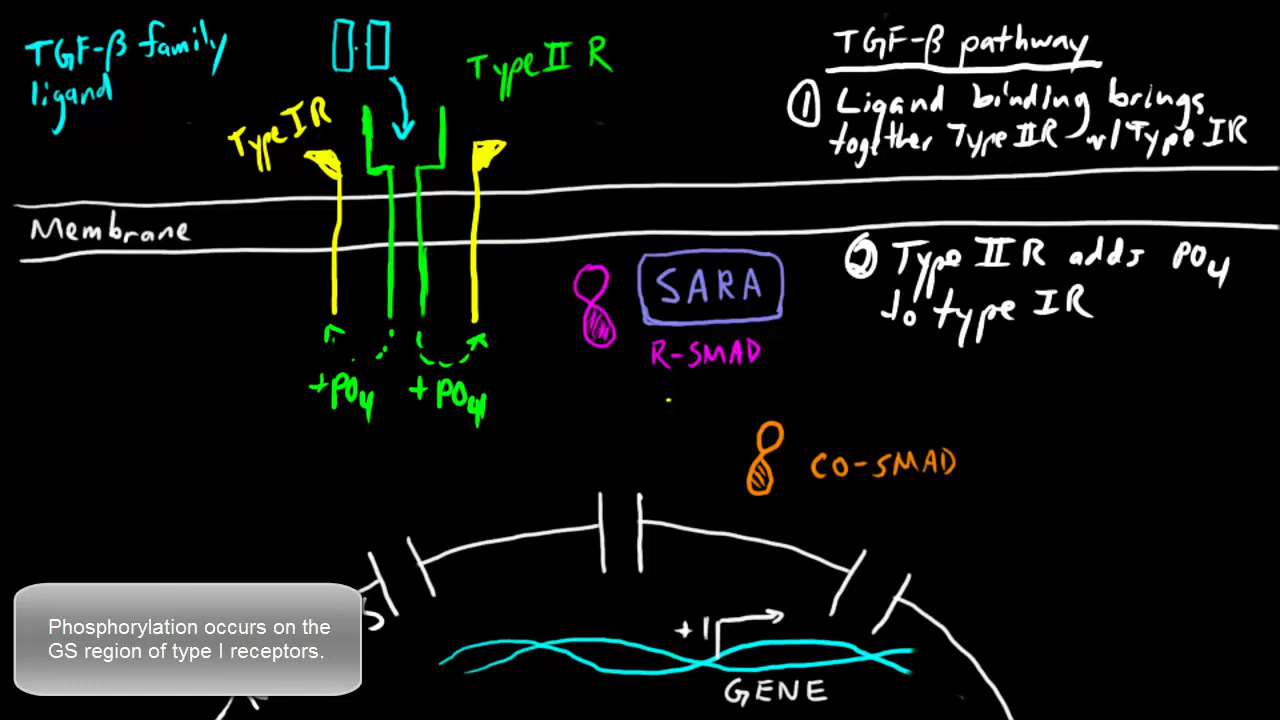 TGF-β family
ligand
Type I R
Type II R
TGF-β pathway
① Ligand binding brings
together Type II R w/ Type I R
Membrane
② Type II R adds PO4
to type I R
SARA
R-SMAD
+PO4 +PO4
CO-SMAD
Phosphorylation occurs on the
GS region of type I receptors.
+1
GENE